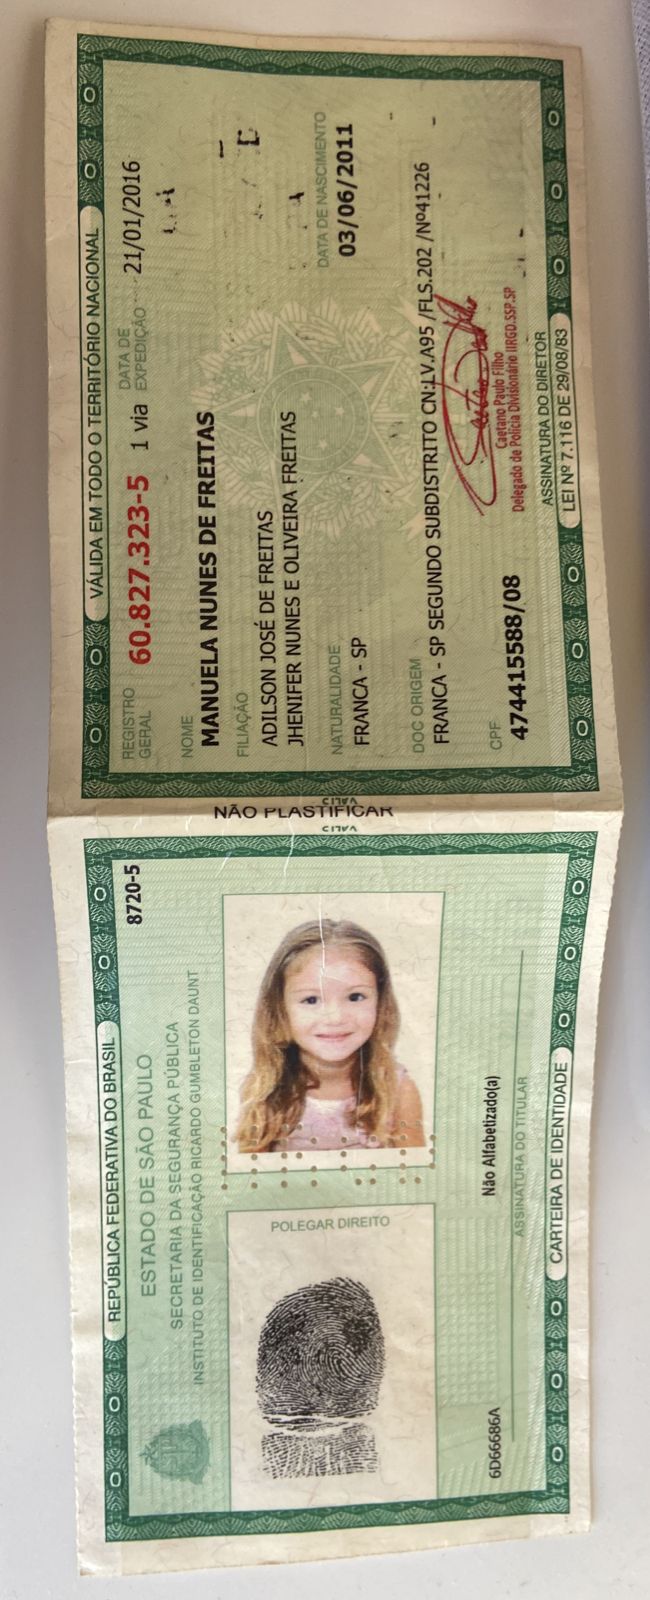 VÁLIDA EM TODO O TERRITÓRIO NACIONAL
REGISTRO GERAL 60.827.323-5 1 via DATA DE EXPEDIÇÃO 21/01/2016
NOME
MANUELA NUNES DE FREITAS
FILIAÇÃO
ADILSON JOSÉ DE FREITAS
JHENIFER NUNES E OLIVEIRA FREITAS
NATURALIDADE DATA DE NASCIMENTO
FRANCA - SP 03/06/2011
DOC ORIGEM
FRANCA - SP SEGUNDO SUBDISTRITO CN:LV.A95 /FLS.202 /Nº41226
CPF
474415588/08
Caetano Paulo Filho
Delegado de Polícia Divisionário IIRGD.SSP.SP
ASSINATURA DO DIRETOR
LEI Nº 7.116 DE 29/08/83
NÃO PLASTIFICAR
REPÚBLICA FEDERATIVA DO BRASIL
8720-5
ESTADO DE SÃO PAULO
SECRETARIA DA SEGURANÇA PÚBLICA
INSTITUTO DE IDENTIFICAÇÃO RICARDO GUMBLETON DAUNT
POLEGAR DIREITO
6D66686A Não Alfabetizado(a)
ASSINATURA DO TITULAR
CARTEIRA DE IDENTIDADE